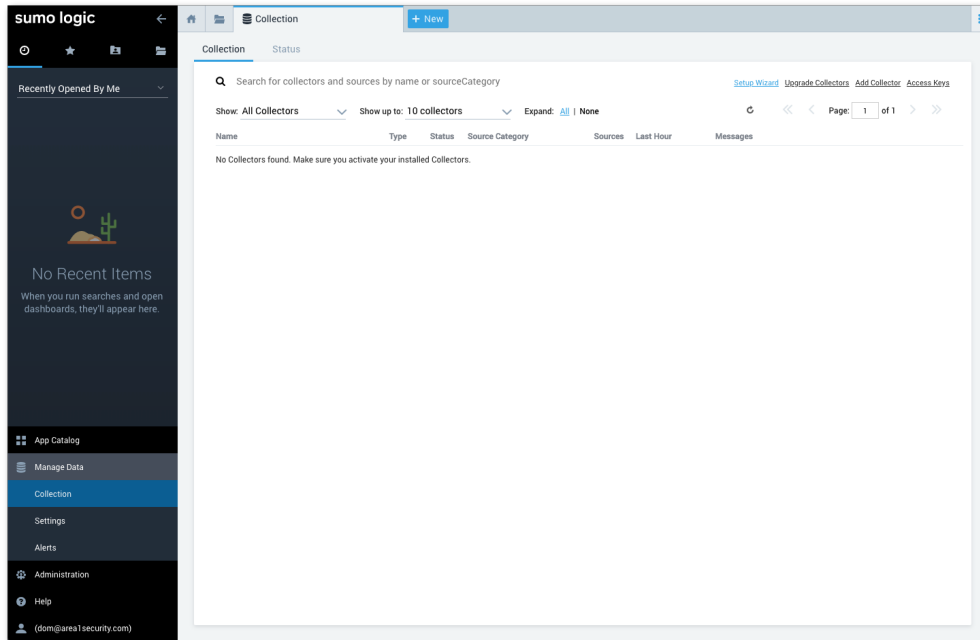 sumo logic
Recently Opened By Me
No Recent Items
When you run searches and open
dashboards, they'll appear here.
App Catalog
Manage Data
Collection
Settings
Alerts
Administration
Help
(dom@area1security.com)
Collection
+ New
Collection Status
Search for collectors and sources by name or sourceCategory
Setup Wizard Upgrade Collectors Add Collector Access Keys
Show: All Collectors Show up to: 10 collectors Expand: All | None Page: 1 of 1
Name Type Status Source Category Sources Last Hour Messages
No Collectors found. Make sure you activate your installed Collectors.